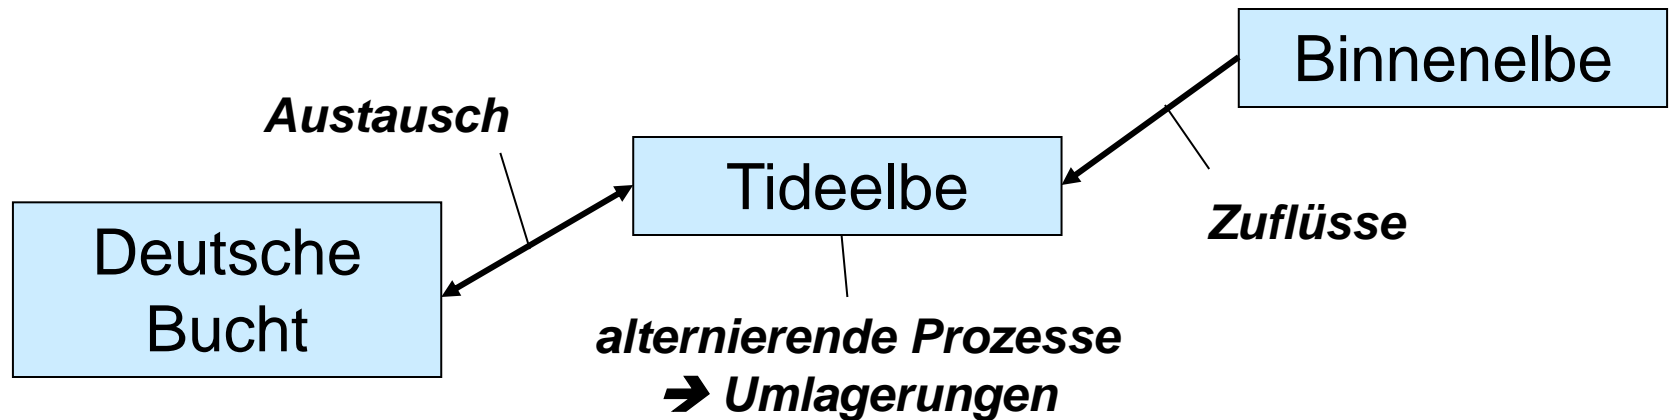 Binnenelbe
Austausch
Tideelbe
Zuflüsse
Deutsche
Bucht
alternierende Prozesse
➔ Umlagerungen